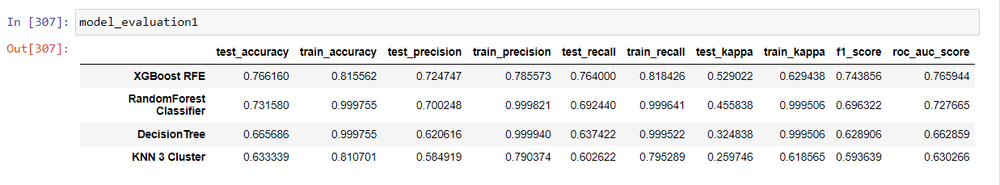 In [307]: model_evaluation1
Out[307]:
test_accuracy train_accuracy test_precision train_precision test_recall train_recall test_kappa train_kappa f1_score roc_auc_score
XGBoost RFE 0.766160 0.815562 0.724747 0.785573 0.764000 0.818426 0.529022 0.629438 0.743856 0.765944
RandomForest
Classifier 0.731580 0.999755 0.700248 0.999821 0.692440 0.999641 0.455838 0.999506 0.696322 0.727665
DecisionTree 0.665686 0.999755 0.620616 0.999940 0.637422 0.999522 0.324838 0.999506 0.628906 0.662859
KNN 3 Cluster 0.633339 0.810701 0.584919 0.790374 0.602622 0.795289 0.259746 0.618565 0.593639 0.630266